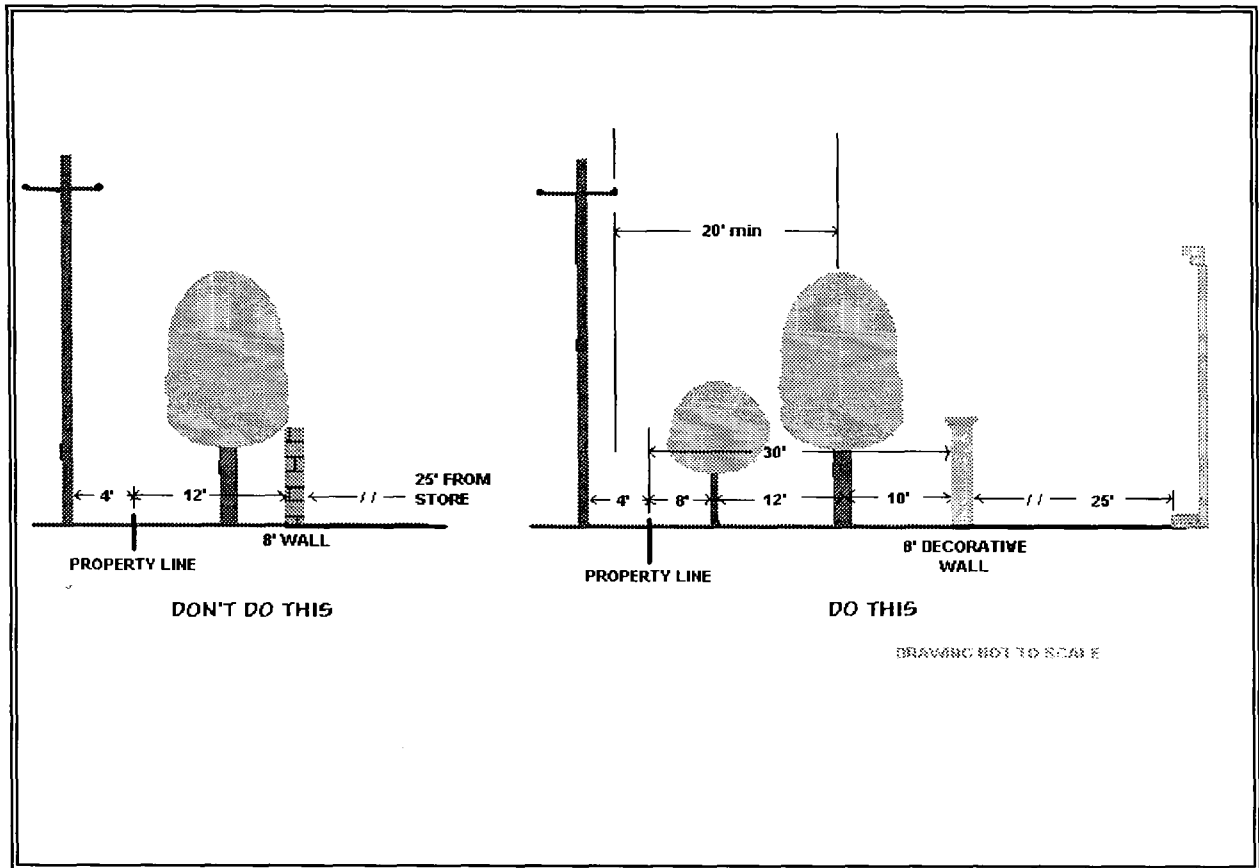 20' min
30'
4'
12'
/ /
25' FROM
STORE
4'
8'
12'
10'
/ /
25'
8' WALL
8' DECORATIVE
WALL
PROPERTY LINE
PROPERTY LINE
DON'T DO THIS
DO THIS
DRAWING NOT TO SCALE